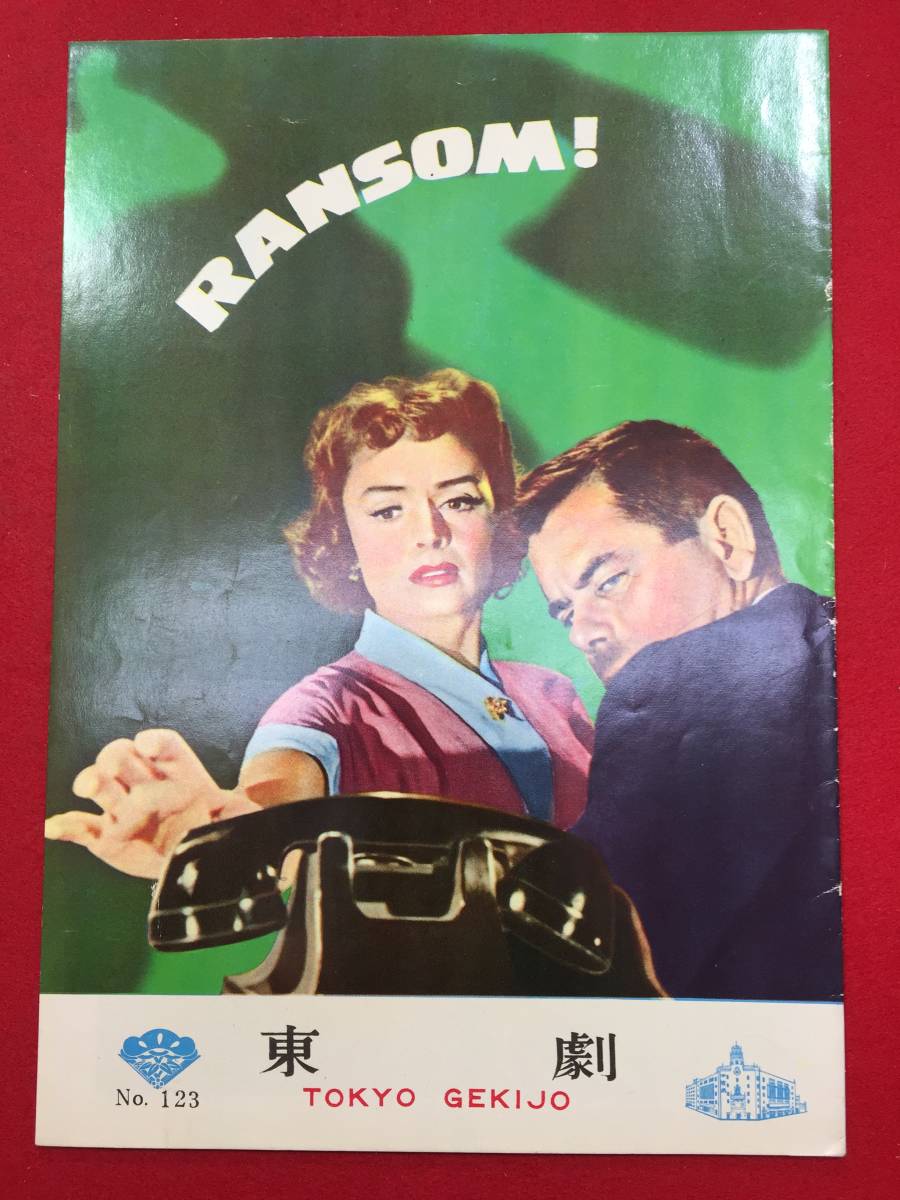 RANSOM!
東 劇
TOKYO GEKIJO
No. 123